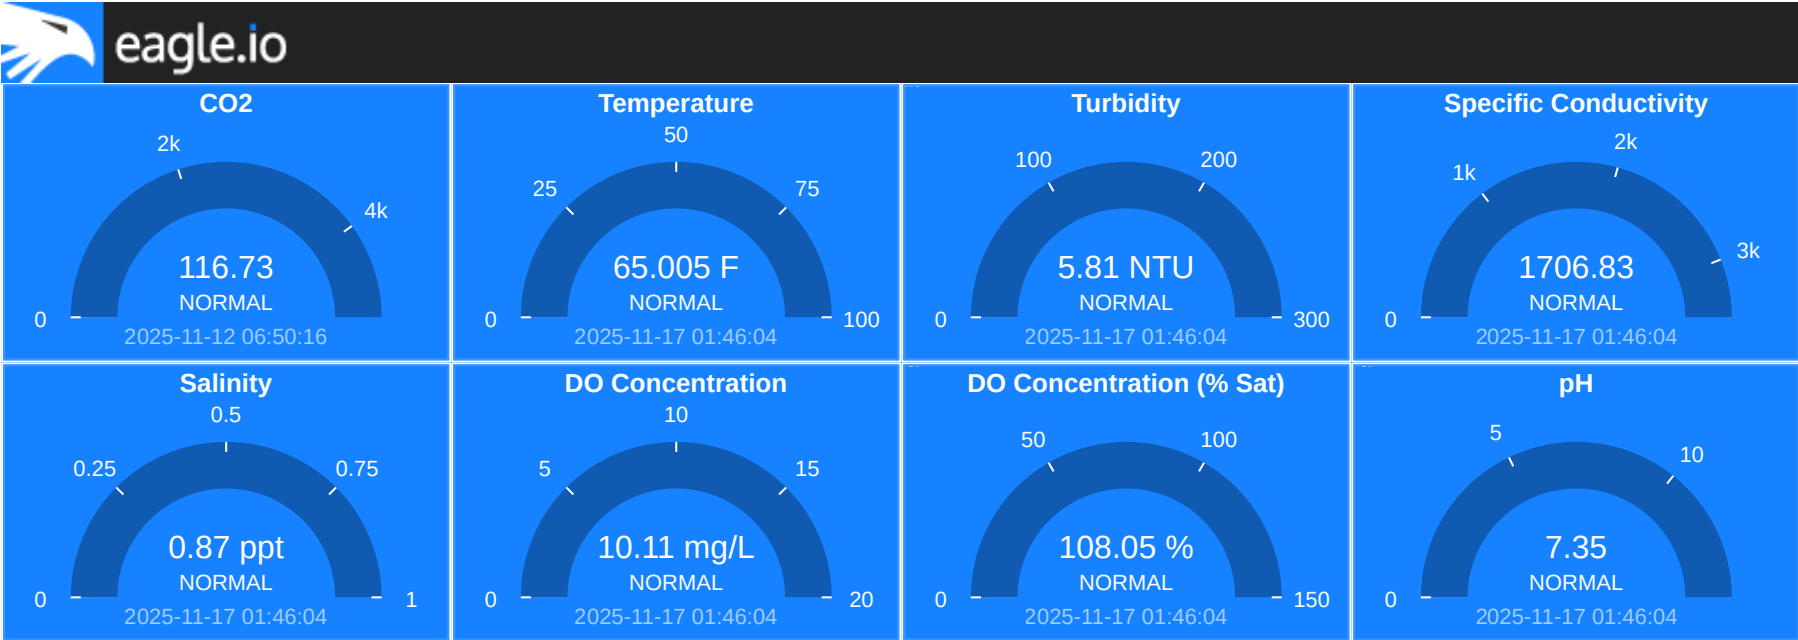 eagle.io
CO2
2k
4k
0
116.73
NORMAL
2025-11-12 06:50:16
Temperature
50
25
75
0
100
65.005 F
NORMAL
2025-11-17 01:46:04
Turbidity
100
200
0
300
5.81 NTU
NORMAL
2025-11-17 01:46:04
Specific Conductivity
2k
1k
3k
0
1706.83
NORMAL
2025-11-17 01:46:04
Salinity
0.5
0.25
0.75
0
1
0.87 ppt
NORMAL
2025-11-17 01:46:04
DO Concentration
10
5
15
0
20
10.11 mg/L
NORMAL
2025-11-17 01:46:04
DO Concentration (% Sat)
50
100
0
150
108.05 %
NORMAL
2025-11-17 01:46:04
pH
5
10
0
7.35
NORMAL
2025-11-17 01:46:04